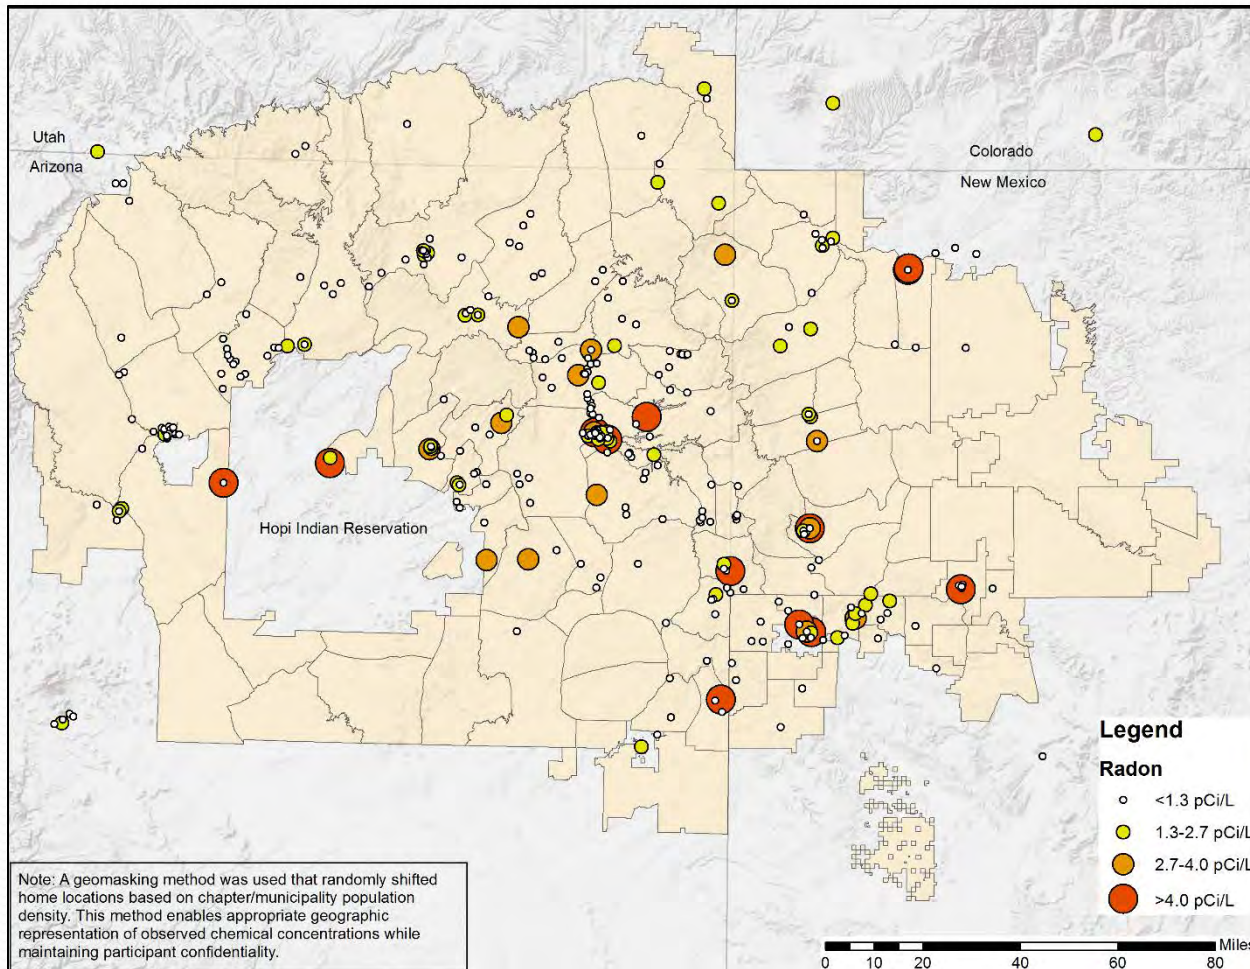 Utah
Arizona
Colorado
New Mexico
Hopi Indian Reservation
Legend
Radon
<1.3 pCi/L
1.3-2.7 pCi/L
2.7-4.0 pCi/L
>4.0 pCi/L
Note: A geomasking method was used that randomly shifted
home locations based on chapter/municipality population
density. This method enables appropriate geographic
representation of observed chemical concentrations while
maintaining participant confidentiality.
Miles
0 10 20 40 60 80